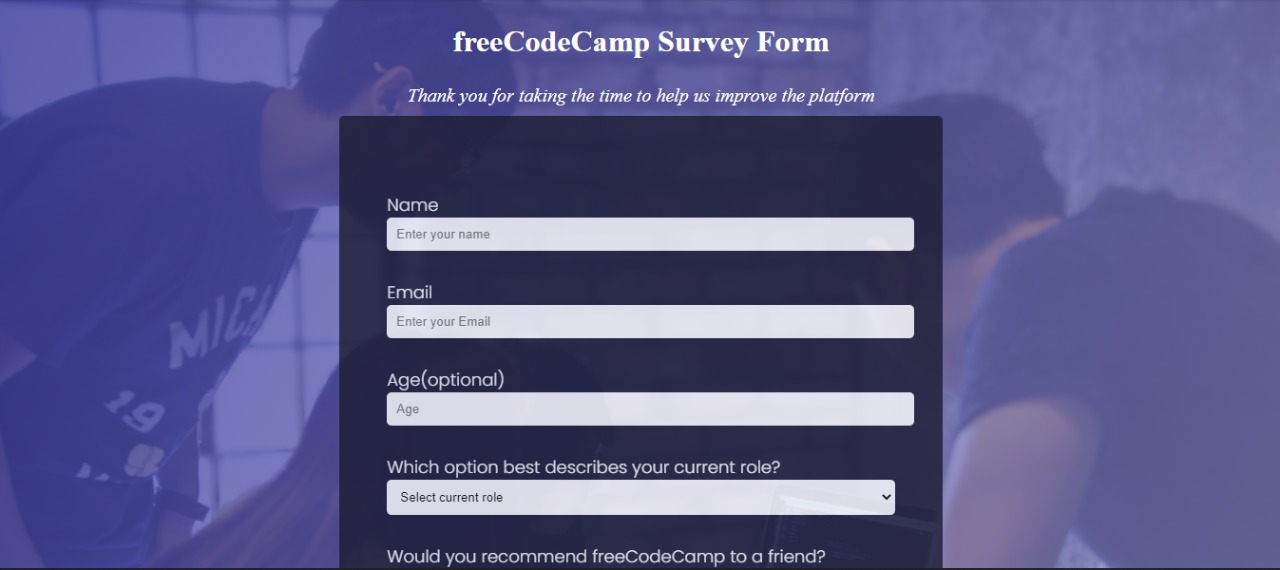 freeCodeCamp Survey Form
Thank you for taking the time to help us improve the platform
Name
Enter your name
Email
Enter your Email
Age(optional)
Age
Which option best describes your current role?
Select current role
Would you recommend freeCodeCamp to a friend?
19